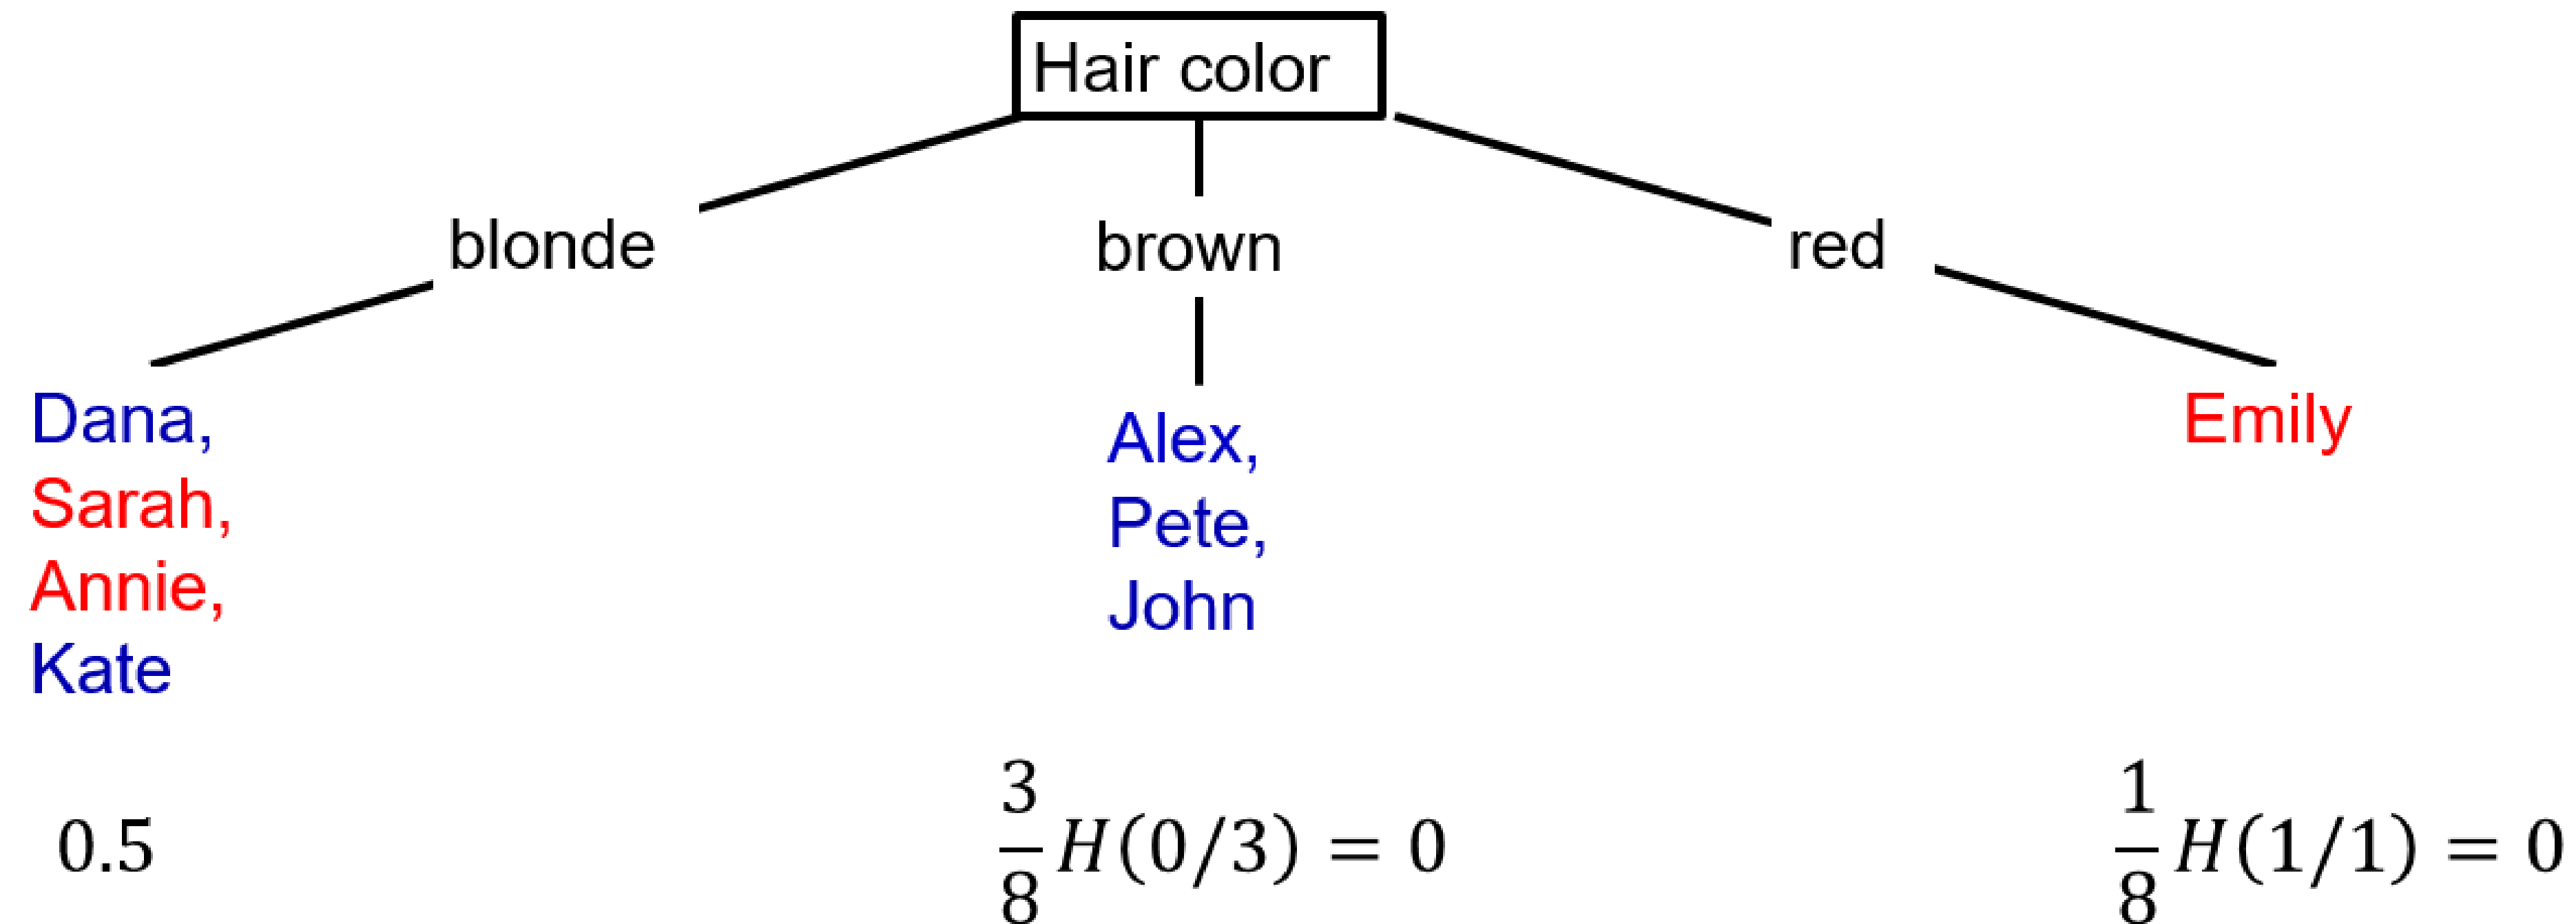 Hair color
blonde
brown
red
Dana,
Sarah,
Annie,
Kate
Alex,
Pete,
John
Emily
0.5
3/8 H(0/3) = 0
1/8 H(1/1) = 0